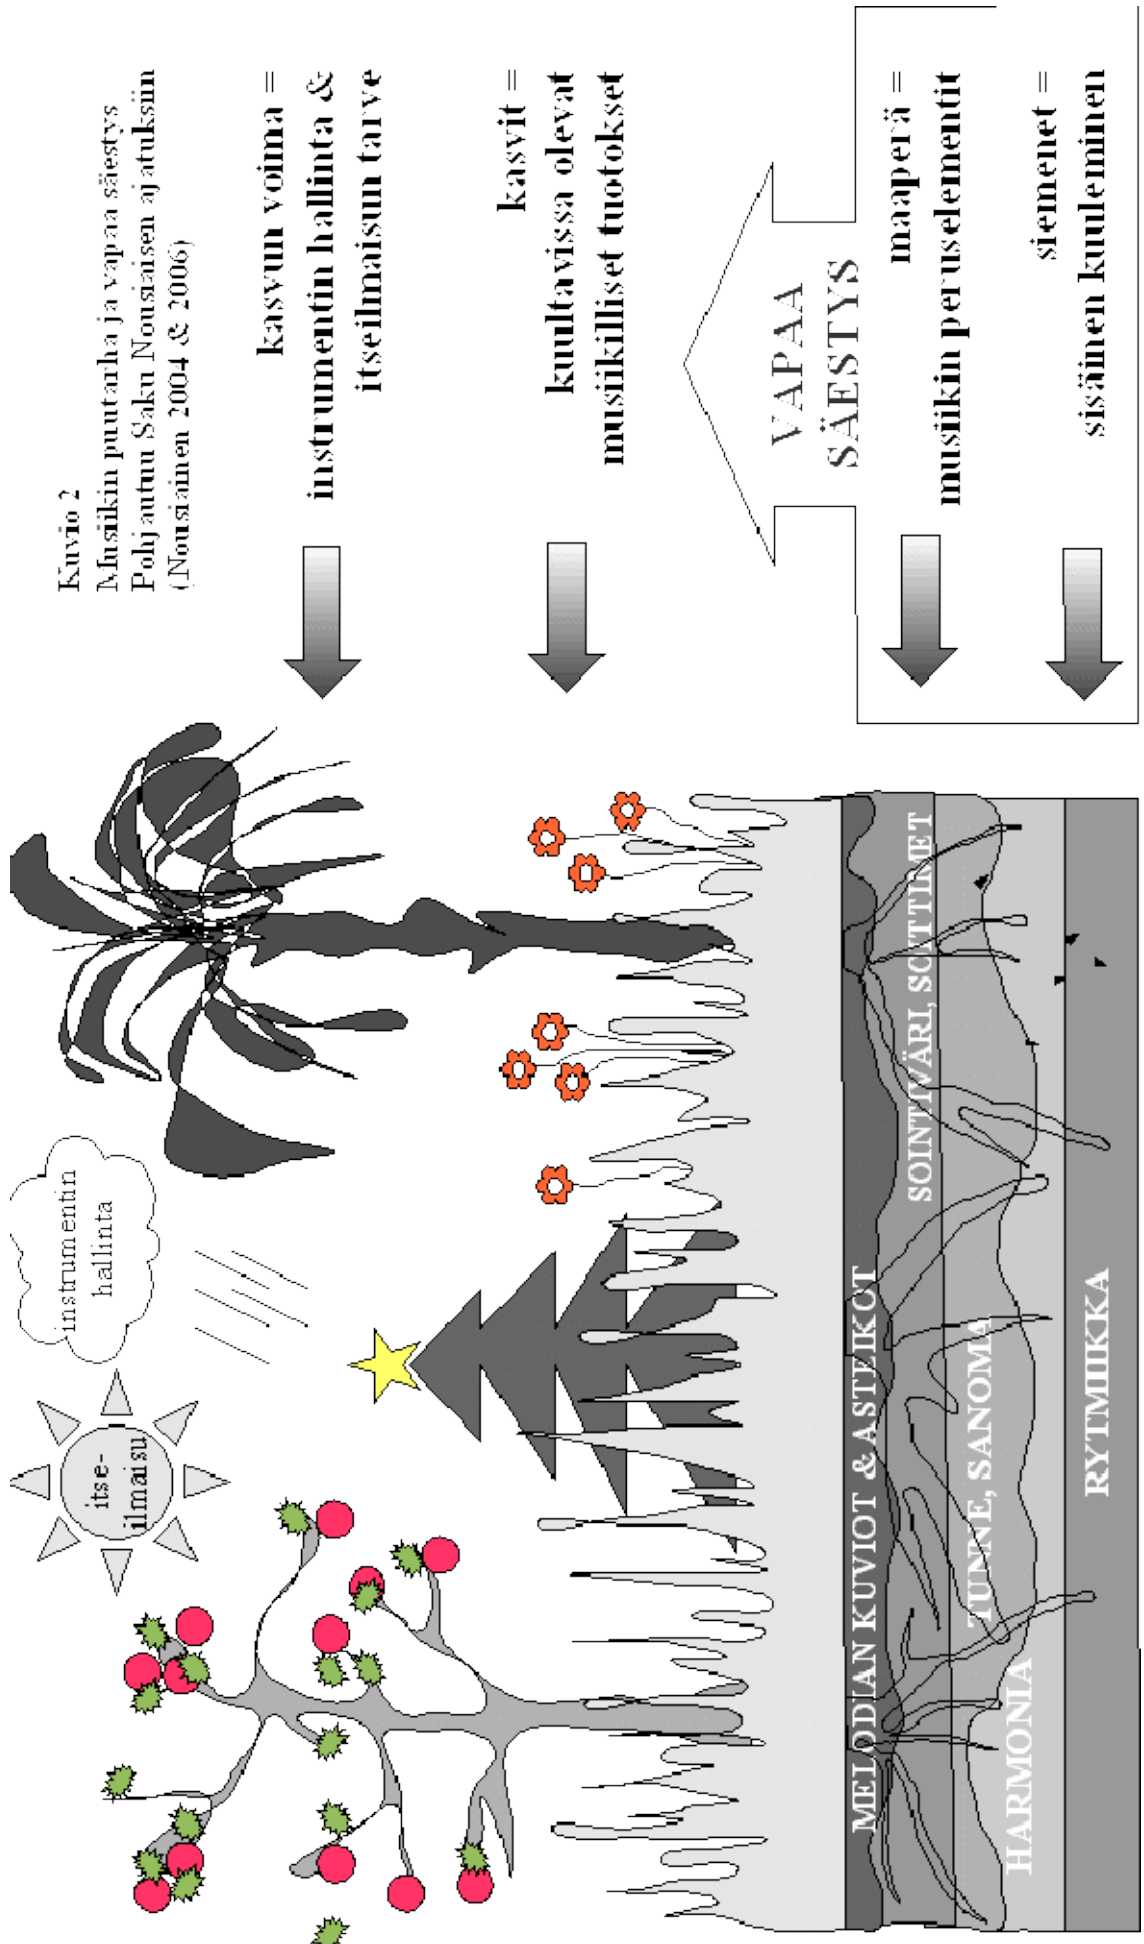 Kuvio 2
Musiikin puutarha ja vapaa säestys
Pohjautuu Saku Nousiaisen ajatuksiin
(Nousiainen 2004 & 2006)
kasvun voima =
instrumentin hallinta &
itseilmaisun tarve
kasvit =
kuultavissa olevat
musiikilliset tuotokset
VAPAA
SÄESTYS
maaperä =
musiikin peruselementit
siemenet =
sisäinen kuuleminen
instrumentin
hallinta
itse-
ilmaisu
MELODIAN KUVIOT & ASTEIKOT
SOINTIVÄRI, SOITTIMET
TUNNE, SANOMA
HARMONIA
RYTMIIKKA